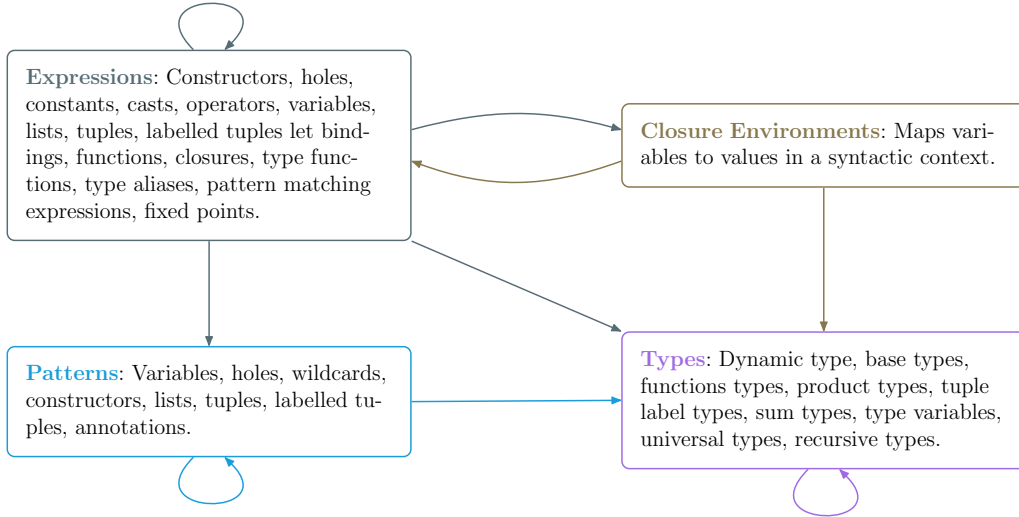 Expressions: Constructors, holes,
constants, casts, operators, variables,
lists, tuples, labelled tuples let bind-
ings, functions, closures, type func-
tions, type aliases, pattern matching
expressions, fixed points.
Closure Environments: Maps vari-
ables to values in a syntactic context.
Patterns: Variables, holes, wildcards,
constructors, lists, tuples, labelled tu-
ples, annotations.
Types: Dynamic type, base types,
functions types, product types, tuple
label types, sum types, type variables,
universal types, recursive types.